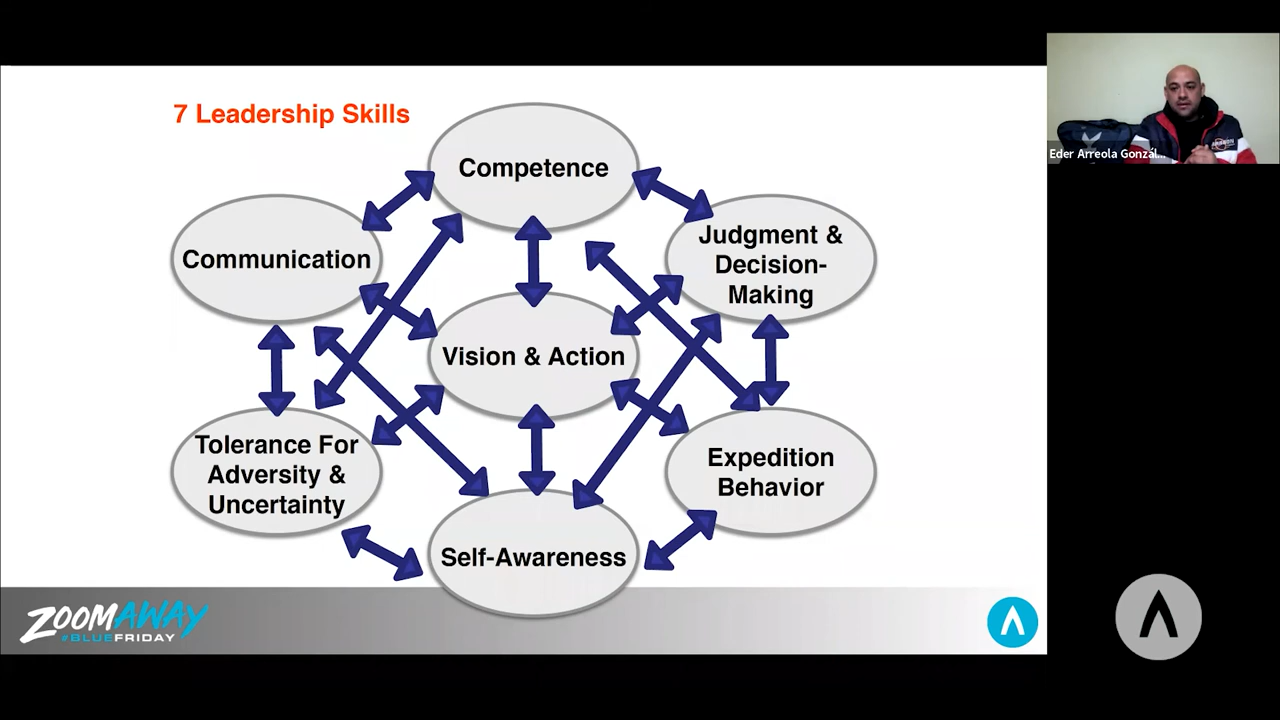 7 Leadership Skills
Competence
Communication
Judgment &
Decision-
Making
Vision & Action
Tolerance For
Adversity &
Uncertainty
Expedition
Behavior
Self-Awareness
ZOOMAWAY
#BLUEFRIDAY
Eder Arreola Gonzál...